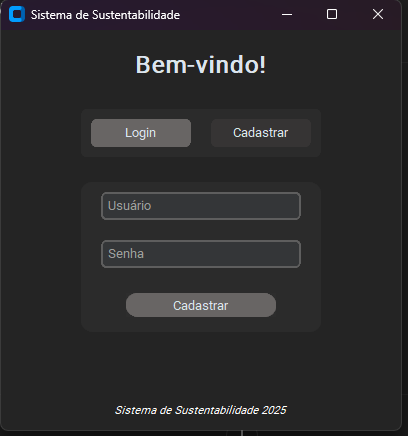 Sistema de Sustentabilidade
Bem-vindo!
Login Cadastrar
Usuário
Senha
Cadastrar
Sistema de Sustentabilidade 2025